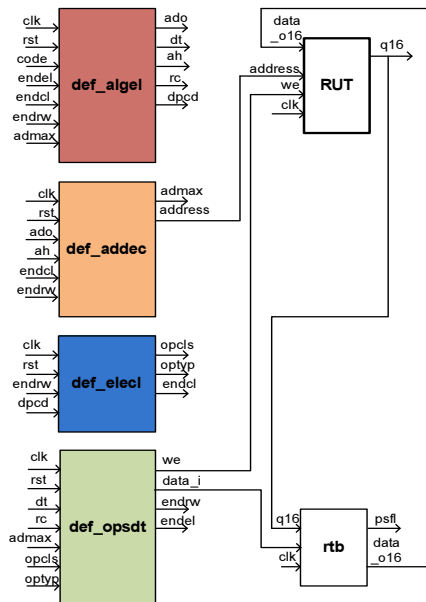 clk
rst
code
endel
endcl
endrw
admax
def_algel
ado
dt
ah
rc
dpcd
data
_o16
address
we
clk
RUT
q16
clk
rst
ado
ah
endcl
endrw
def_addec
admax
address
clk
rst
endrw
dpcd
def_elecl
opcls
optyp
endcl
clk
rst
dt
rc
admax
opcls
optyp
def_opsdt
we
data_i
endrw
endel
q16
clk
rtb
psfl
data
_o16